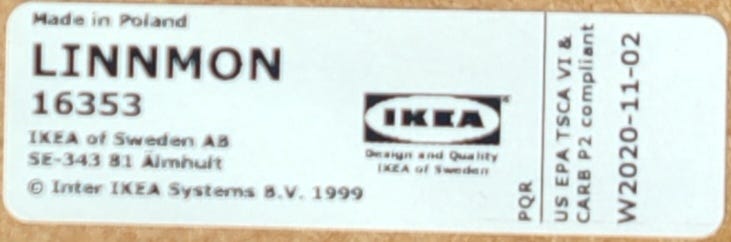 Made in Poland
LINNMON
16353
IKEA of Sweden AB
SE-343 81 Älmhult
© Inter IKEA Systems B.V. 1999
IKEA®
Design and Quality
IKEA of Sweden
PQR
US EPA TSCA VI &
CARB P2 compliant
W2020-11-02